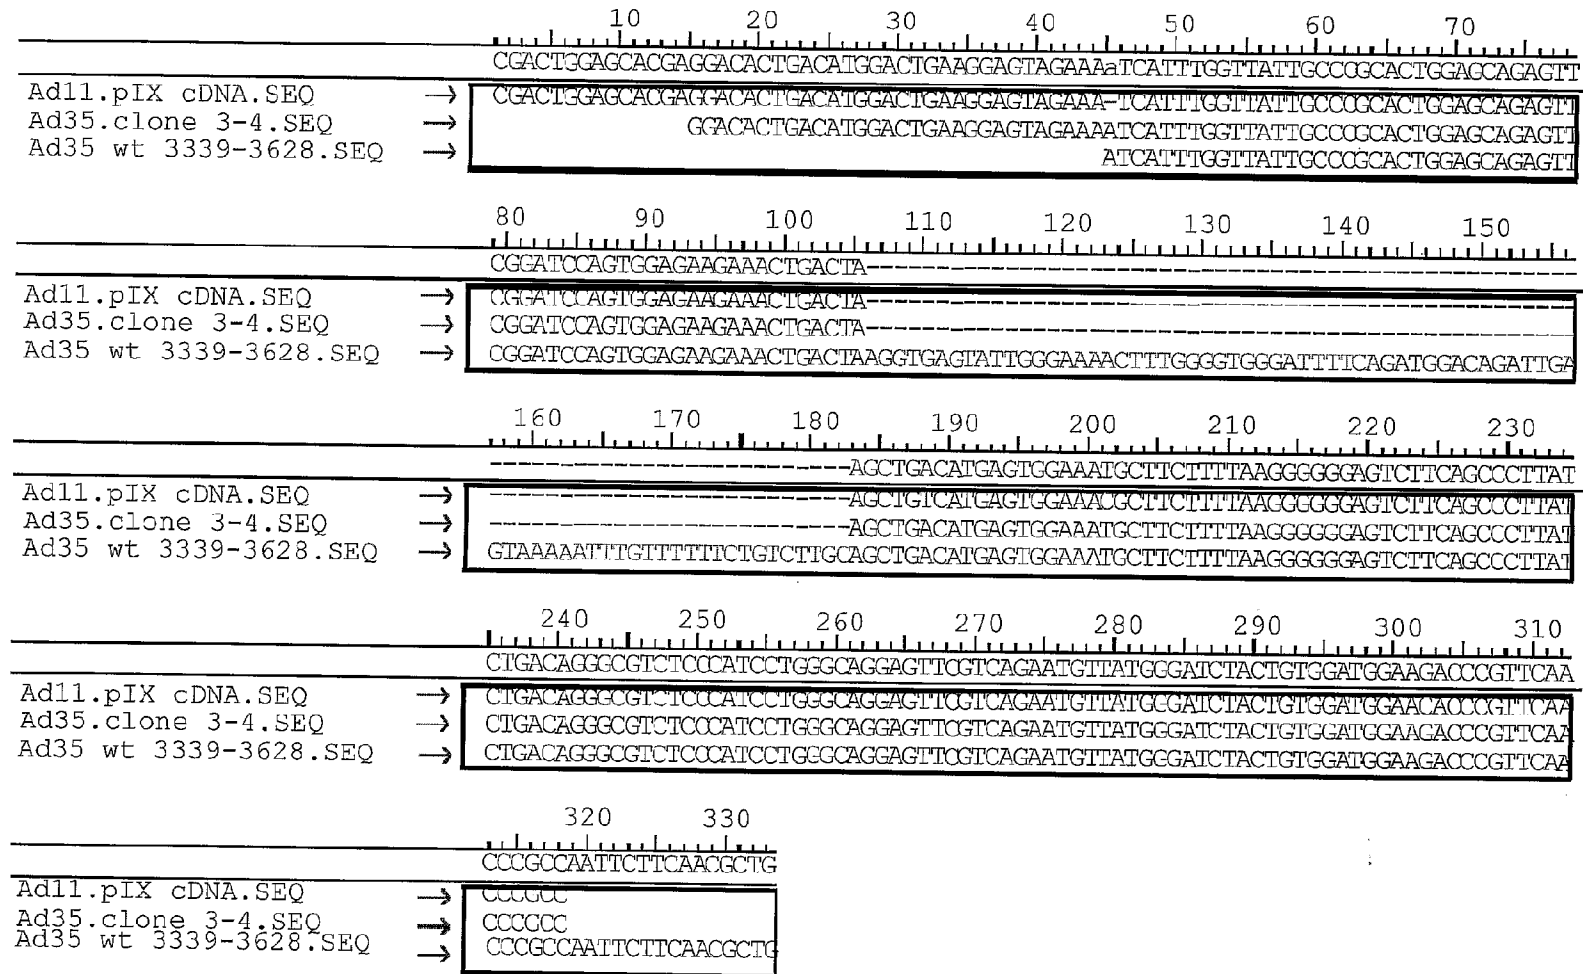 10 20 30 40 50 60 70
CGACTGGAGCACGAGGACACTGACATGGACTGAAGGAGTAGAAAaTCATTTGGTTATTGCCCGCACTGGAGCAGAGTT
Ad11.pIX cDNA.SEQ → CGACTGGAGCACGAGGACACTGACATGGACTGAAGGAGTAGAAA-TCATTTGGTTATTGCCCGCACTGGAGCAGAGTT
Ad35.clone 3-4.SEQ → GGACACTGACATGGACTGAAGGAGTAGAAAATCATTTGGTTATTGCCCGCACTGGAGCAGAGTT
Ad35 wt 3339-3628.SEQ → ATCATTTGGTTATTGCCCGCACTGGAGCAGAGTT
80 90 100 110 120 130 140 150
CGGATCCAGTGGAGAAGAAACTGACTA---------------------------------------------------
Ad11.pIX cDNA.SEQ → CGGATCCAGTGGAGAAGAAACTGACTA---------------------------------------------------
Ad35.clone 3-4.SEQ → CGGATCCAGTGGAGAAGAAACTGACTA---------------------------------------------------
Ad35 wt 3339-3628.SEQ → CGGATCCAGTGGAGAAGAAACTGACTAAGGTGAGTATTGGGAAAACTTTGGGGTGGGATTTTCAGATGGACAGATTGA
160 170 180 190 200 210 220 230
--------------------------AGCTGACATGAGTGGAAATGCTTCTTTTAAGGGGGGAGTCTTCAGCCCTTAT
Ad11.pIX cDNA.SEQ → --------------------------AGCTGTCATGAGTGGAAACGCTTCTTTTAAGGGGGGAGTCTTCAGCCCTTAT
Ad35.clone 3-4.SEQ → --------------------------AGCTGACATGAGTGGAAATGCTTCTTTTAAGGGGGGAGTCTTCAGCCCTTAT
Ad35 wt 3339-3628.SEQ → GTAAAAATTTGTTTTTTCTGTCTTGCAGCTGACATGAGTGGAAATGCTTCTTTTAAGGGGGGAGTCTTCAGCCCTTAT
240 250 260 270 280 290 300 310
CTGACAGGGCGTCTCCCATCCTGGGCAGGAGTTCGTCAGAATGTTATGGGATCTACTGTGGATGGAAGACCCGTTCAA
Ad11.pIX cDNA.SEQ → CTGACAGGGCGTCTCCCATCCTGGGCAGGAGTTCGTCAGAATGTTATGGGATCTACTGTGGATGGAACACCCGTTCAA
Ad35.clone 3-4.SEQ → CTGACAGGGCGTCTCCCATCCTGGGCAGGAGTTCGTCAGAATGTTATGGGATCTACTGTGGATGGAAGACCCGTTCAA
Ad35 wt 3339-3628.SEQ → CTGACAGGGCGTCTCCCATCCTGGGCAGGAGTTCGTCAGAATGTTATGGGATCTACTGTGGATGGAAGACCCGTTCAA
320 330
CCCGCCAATTCTTCAACGCTG
Ad11.pIX cDNA.SEQ → CCCGCC
Ad35.clone 3-4.SEQ → CCCGCC
Ad35 wt 3339-3628.SEQ → CCCGCCAATTCTTCAACGCTG